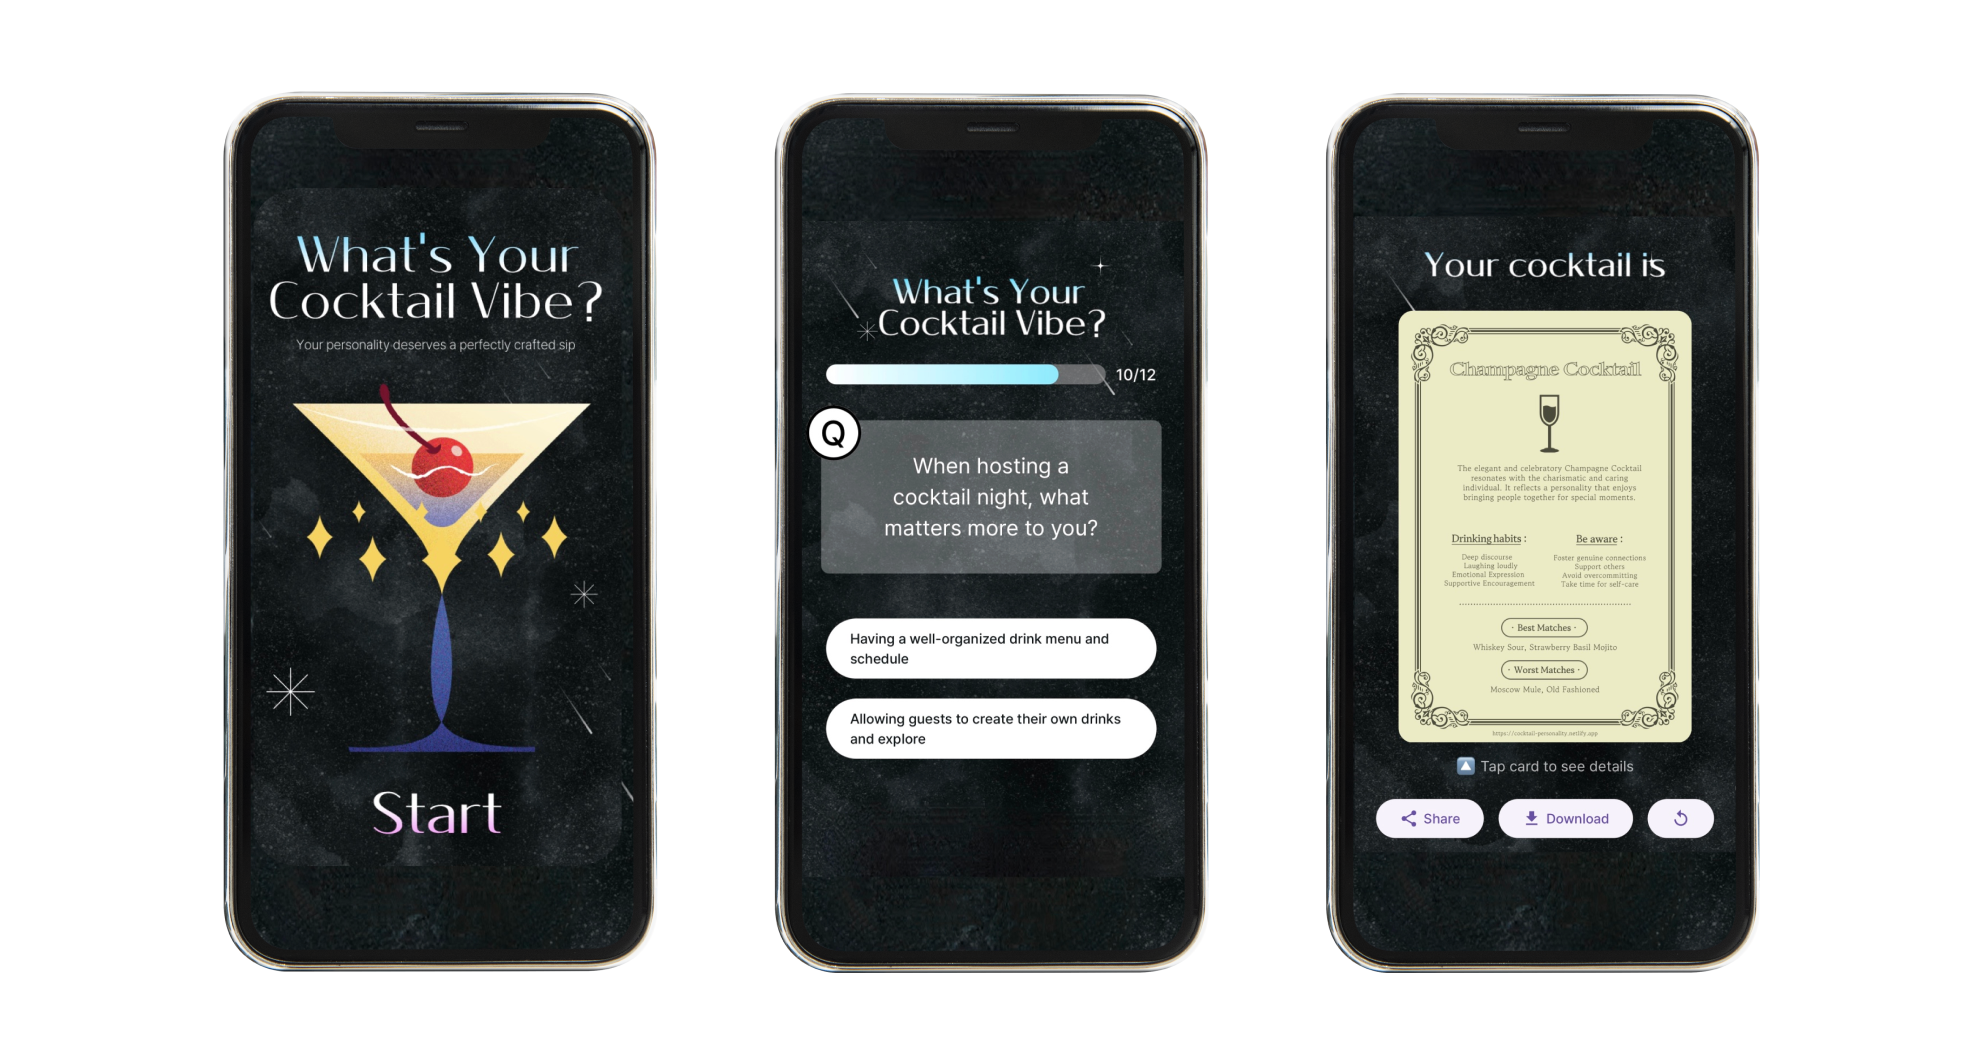 What's Your
Cocktail Vibe?
Your personality deserves a perfectly crafted sip
Start
What's Your
Cocktail Vibe?
10/12
Q
When hosting a
cocktail night, what
matters more to you?
Having a well-organized drink menu and
schedule
Allowing guests to create their own drinks
and explore
Your cocktail is
Champagne Cocktail
The elegant and celebratory Champagne Cocktail
resonates with the charismatic and caring
individual. It reflects a personality that enjoys
bringing people together for special moments.
Drinking habits :
Deep discourse
Laughing loudly
Emotional Expression
Supportive Encouragement
Be aware :
Foster genuine connections
Support others
Avoid overcommitting
Take time for self-care
· Best Matches ·
Whiskey Sour, Strawberry Basil Mojito
· Worst Matches ·
Moscow Mule, Old Fashioned
https://cocktail-personality.netlify.app
Tap card to see details
Share
Download